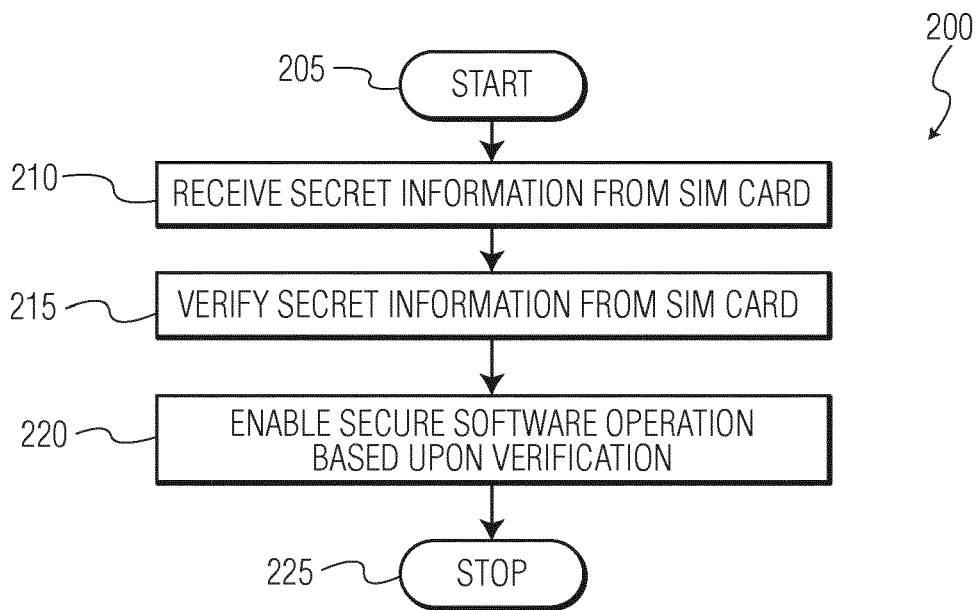 200
205
START
210
RECEIVE SECRET INFORMATION FROM SIM CARD
215
VERIFY SECRET INFORMATION FROM SIM CARD
220
ENABLE SECURE SOFTWARE OPERATION
BASED UPON VERIFICATION
225
STOP